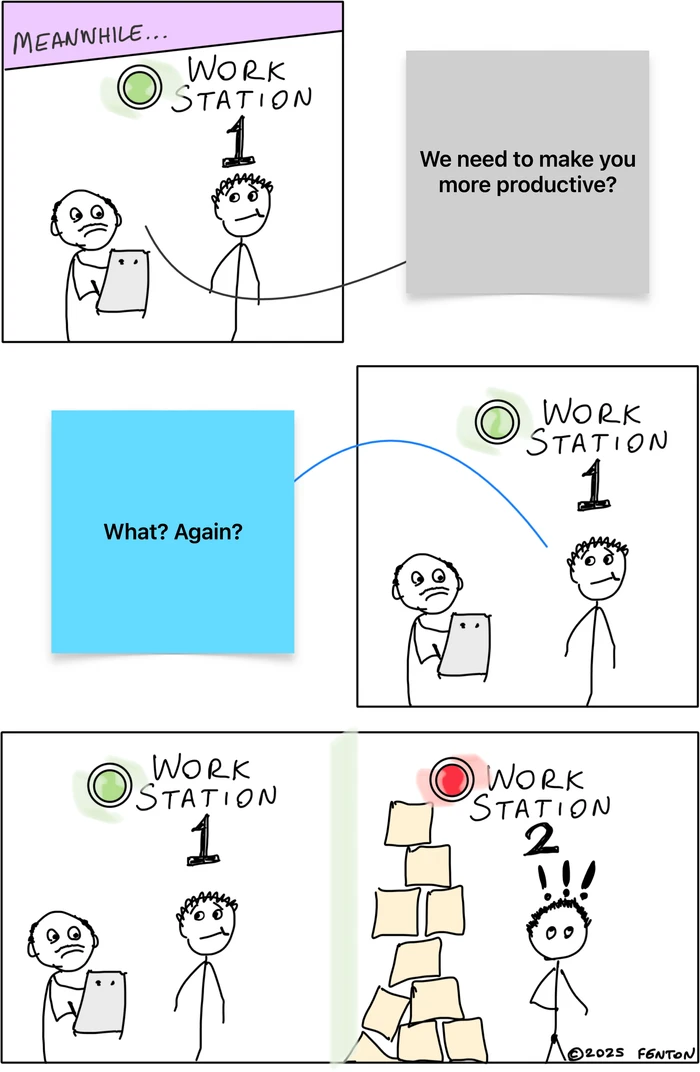 MEANWHILE...
WORK
STATION
1
We need to make you
more productive?
What? Again?
WORK
STATION
1
WORK
STATION
1
WORK
STATION
2
!!!
©2025 FENTON